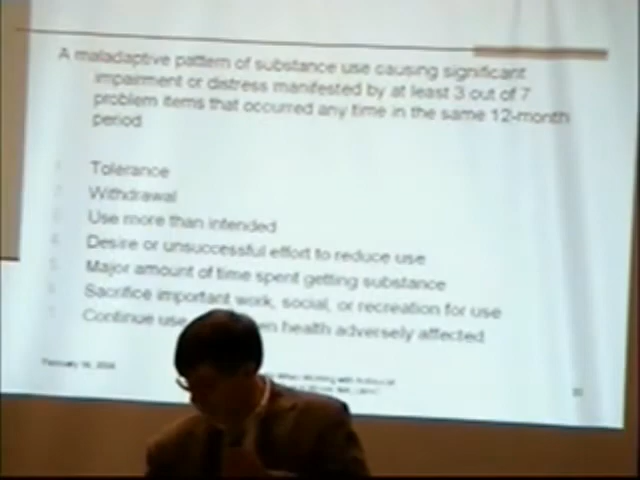 A maladaptive pattern of substance use causing significant
impairment or distress manifested by at least 3 out of 7
problem items that occurred any time in the same 12-month
period
Tolerance
Withdrawal
Use more than intended
Desire or unsuccessful effort to reduce use
Major amount of time spent getting substance
Sacrifice important work, social, or recreation for use
Continue use health adversely affected
February
When Working with